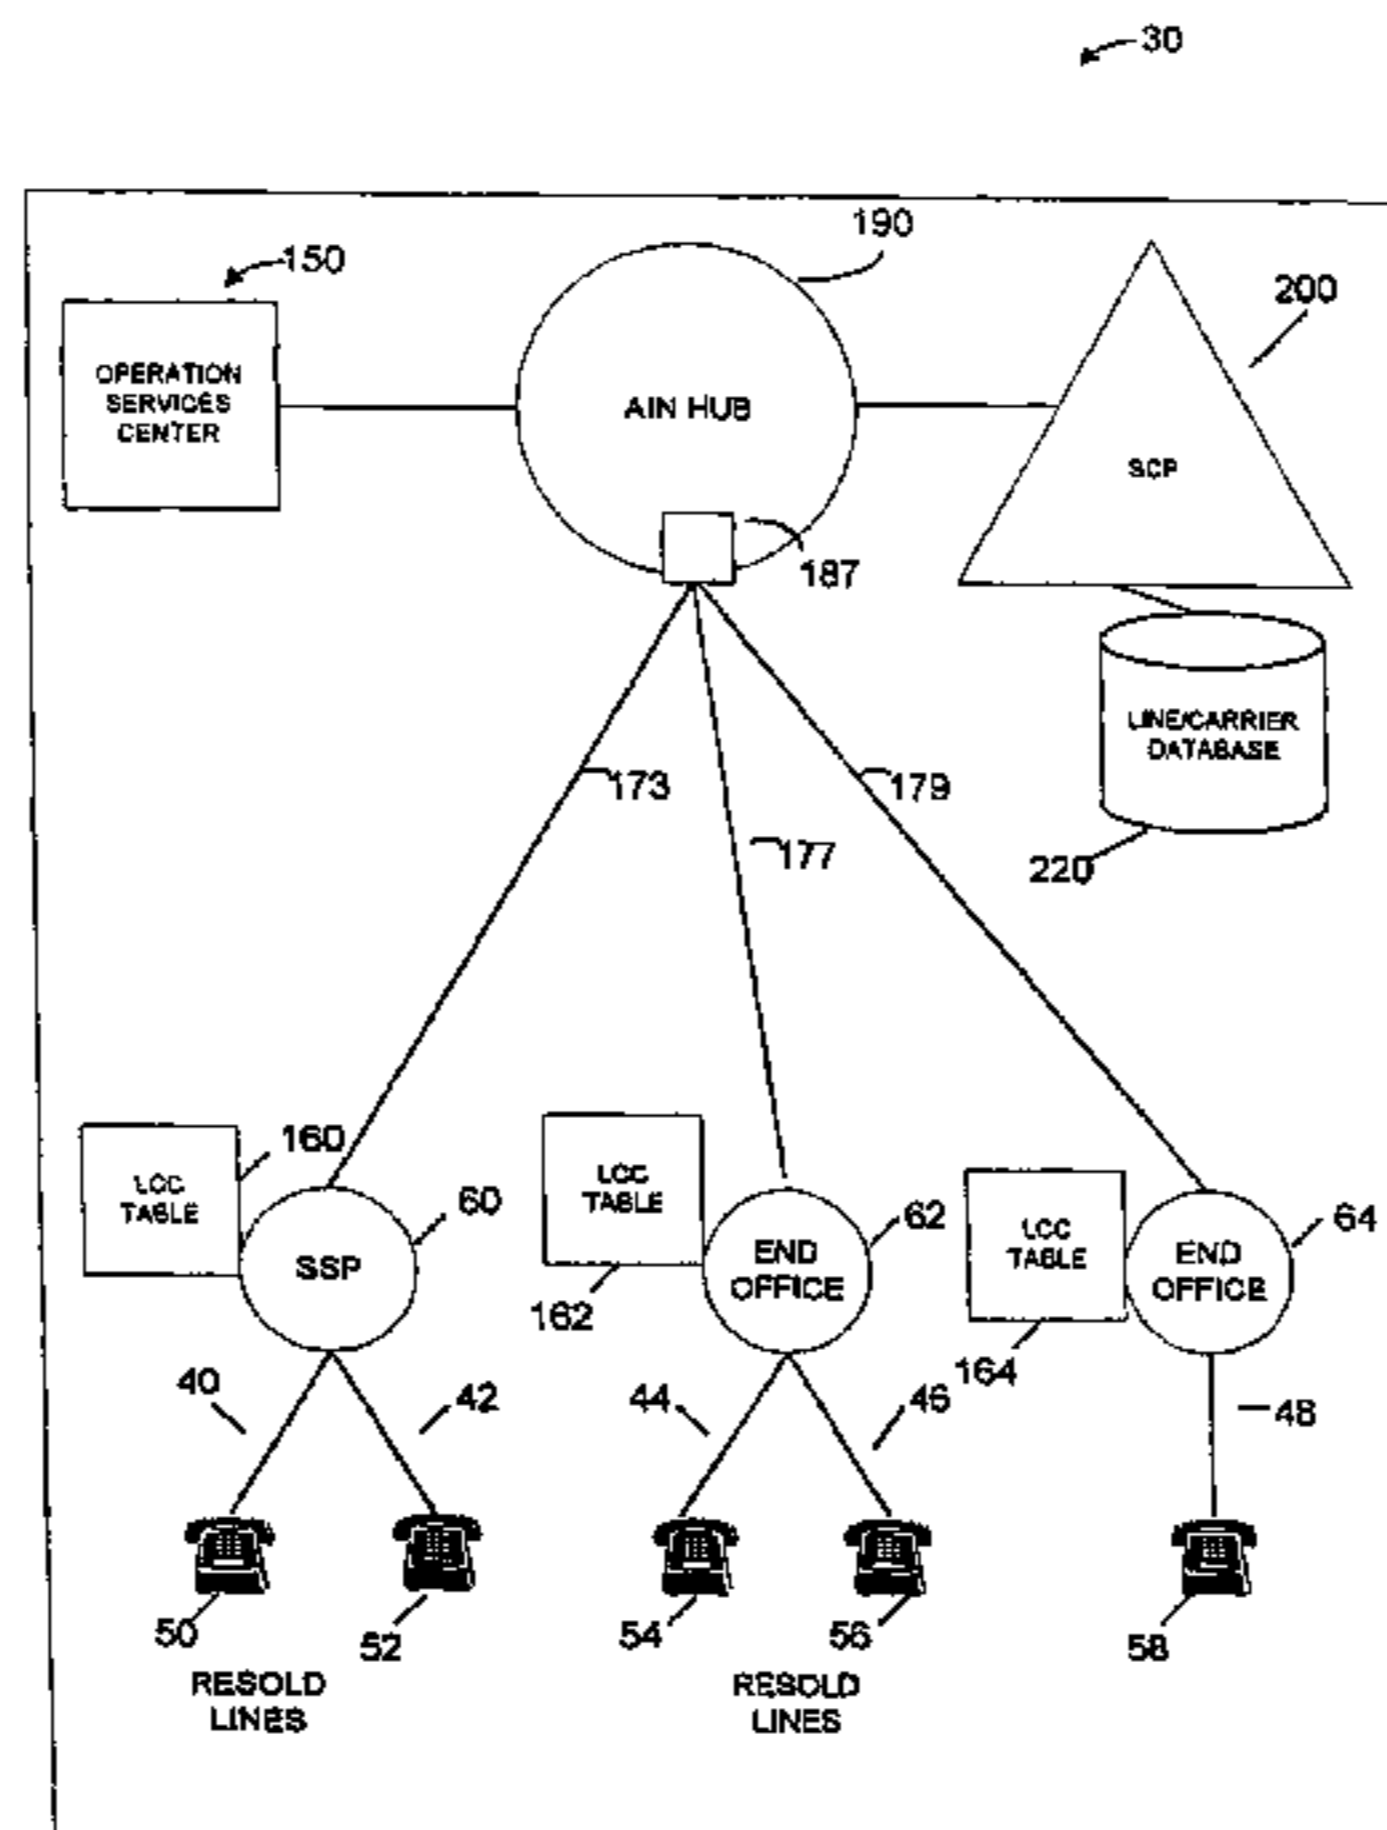 30
190
150
200
OPERATION
SERVICES
CENTER
AIN HUB
SCP
187
LINE/CARRIER
DATABASE
173
179
177
220
160
LCC
TABLE
60
SSP
LCC
TABLE
62
END
OFFICE
162
LCC
TABLE
64
END
OFFICE
164
40
42
44
46
48
50
52
54
56
58
RESOLD
LINES
RESOLD
LINES